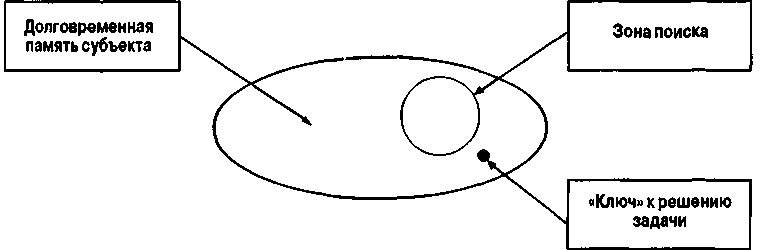 Долговременная
память субъекта
Зона поиска
«Ключ» к решению
задачи